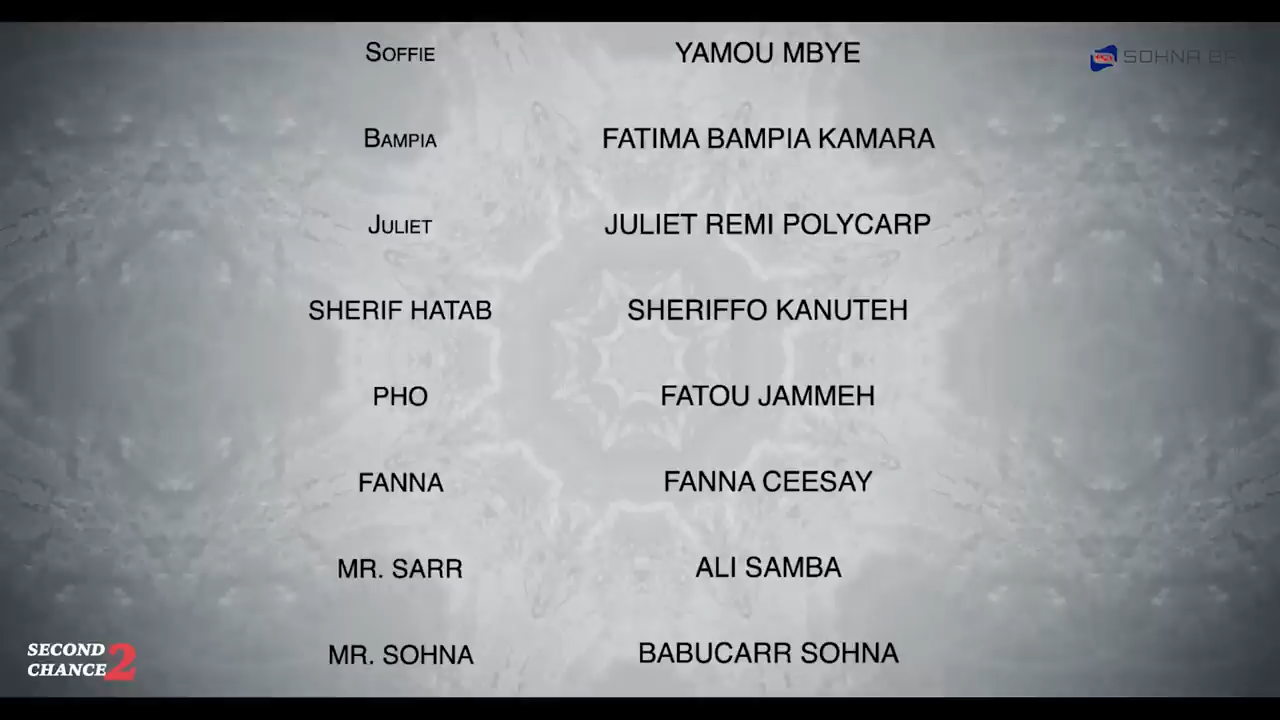 Soffie YAMOU MBYE
SOHNA
Bampia FATIMA BAMPIA KAMARA
Juliet JULIET REMI POLYCARP
SHERIF HATAB SHERIFFO KANUTEH
PHO FATOU JAMMEH
FANNA FANNA CEESAY
MR. SARR ALI SAMBA
MR. SOHNA BABUCARR SOHNA
SECOND
CHANCE 2